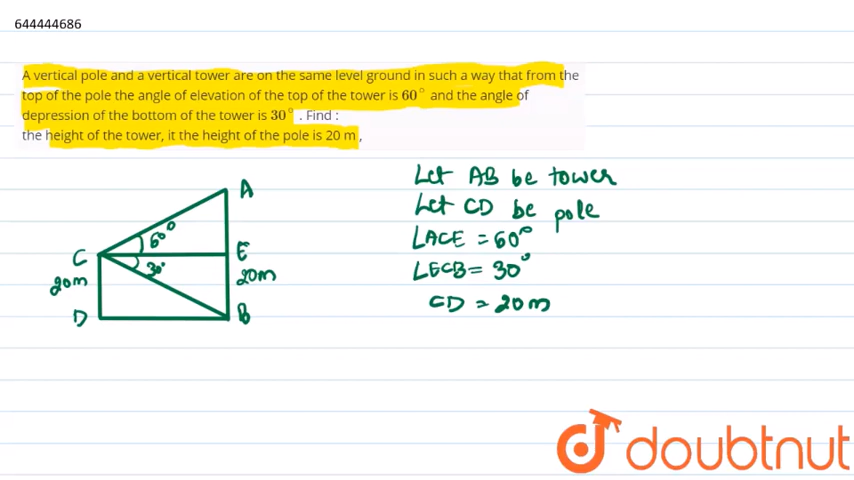 644444686
A vertical pole and a vertical tower are on the same level ground in such a way that from the
top of the pole the angle of elevation of the top of the tower is 60° and the angle of
depression of the bottom of the tower is 30° . Find :
the height of the tower, it the height of the pole is 20 m ,
Let AB be tower
Let CD be pole
∠ACE = 60°
∠ECB = 30°
CD = 20m
A
60°
C
E
30°
20m
20m
D
B
doubtnut